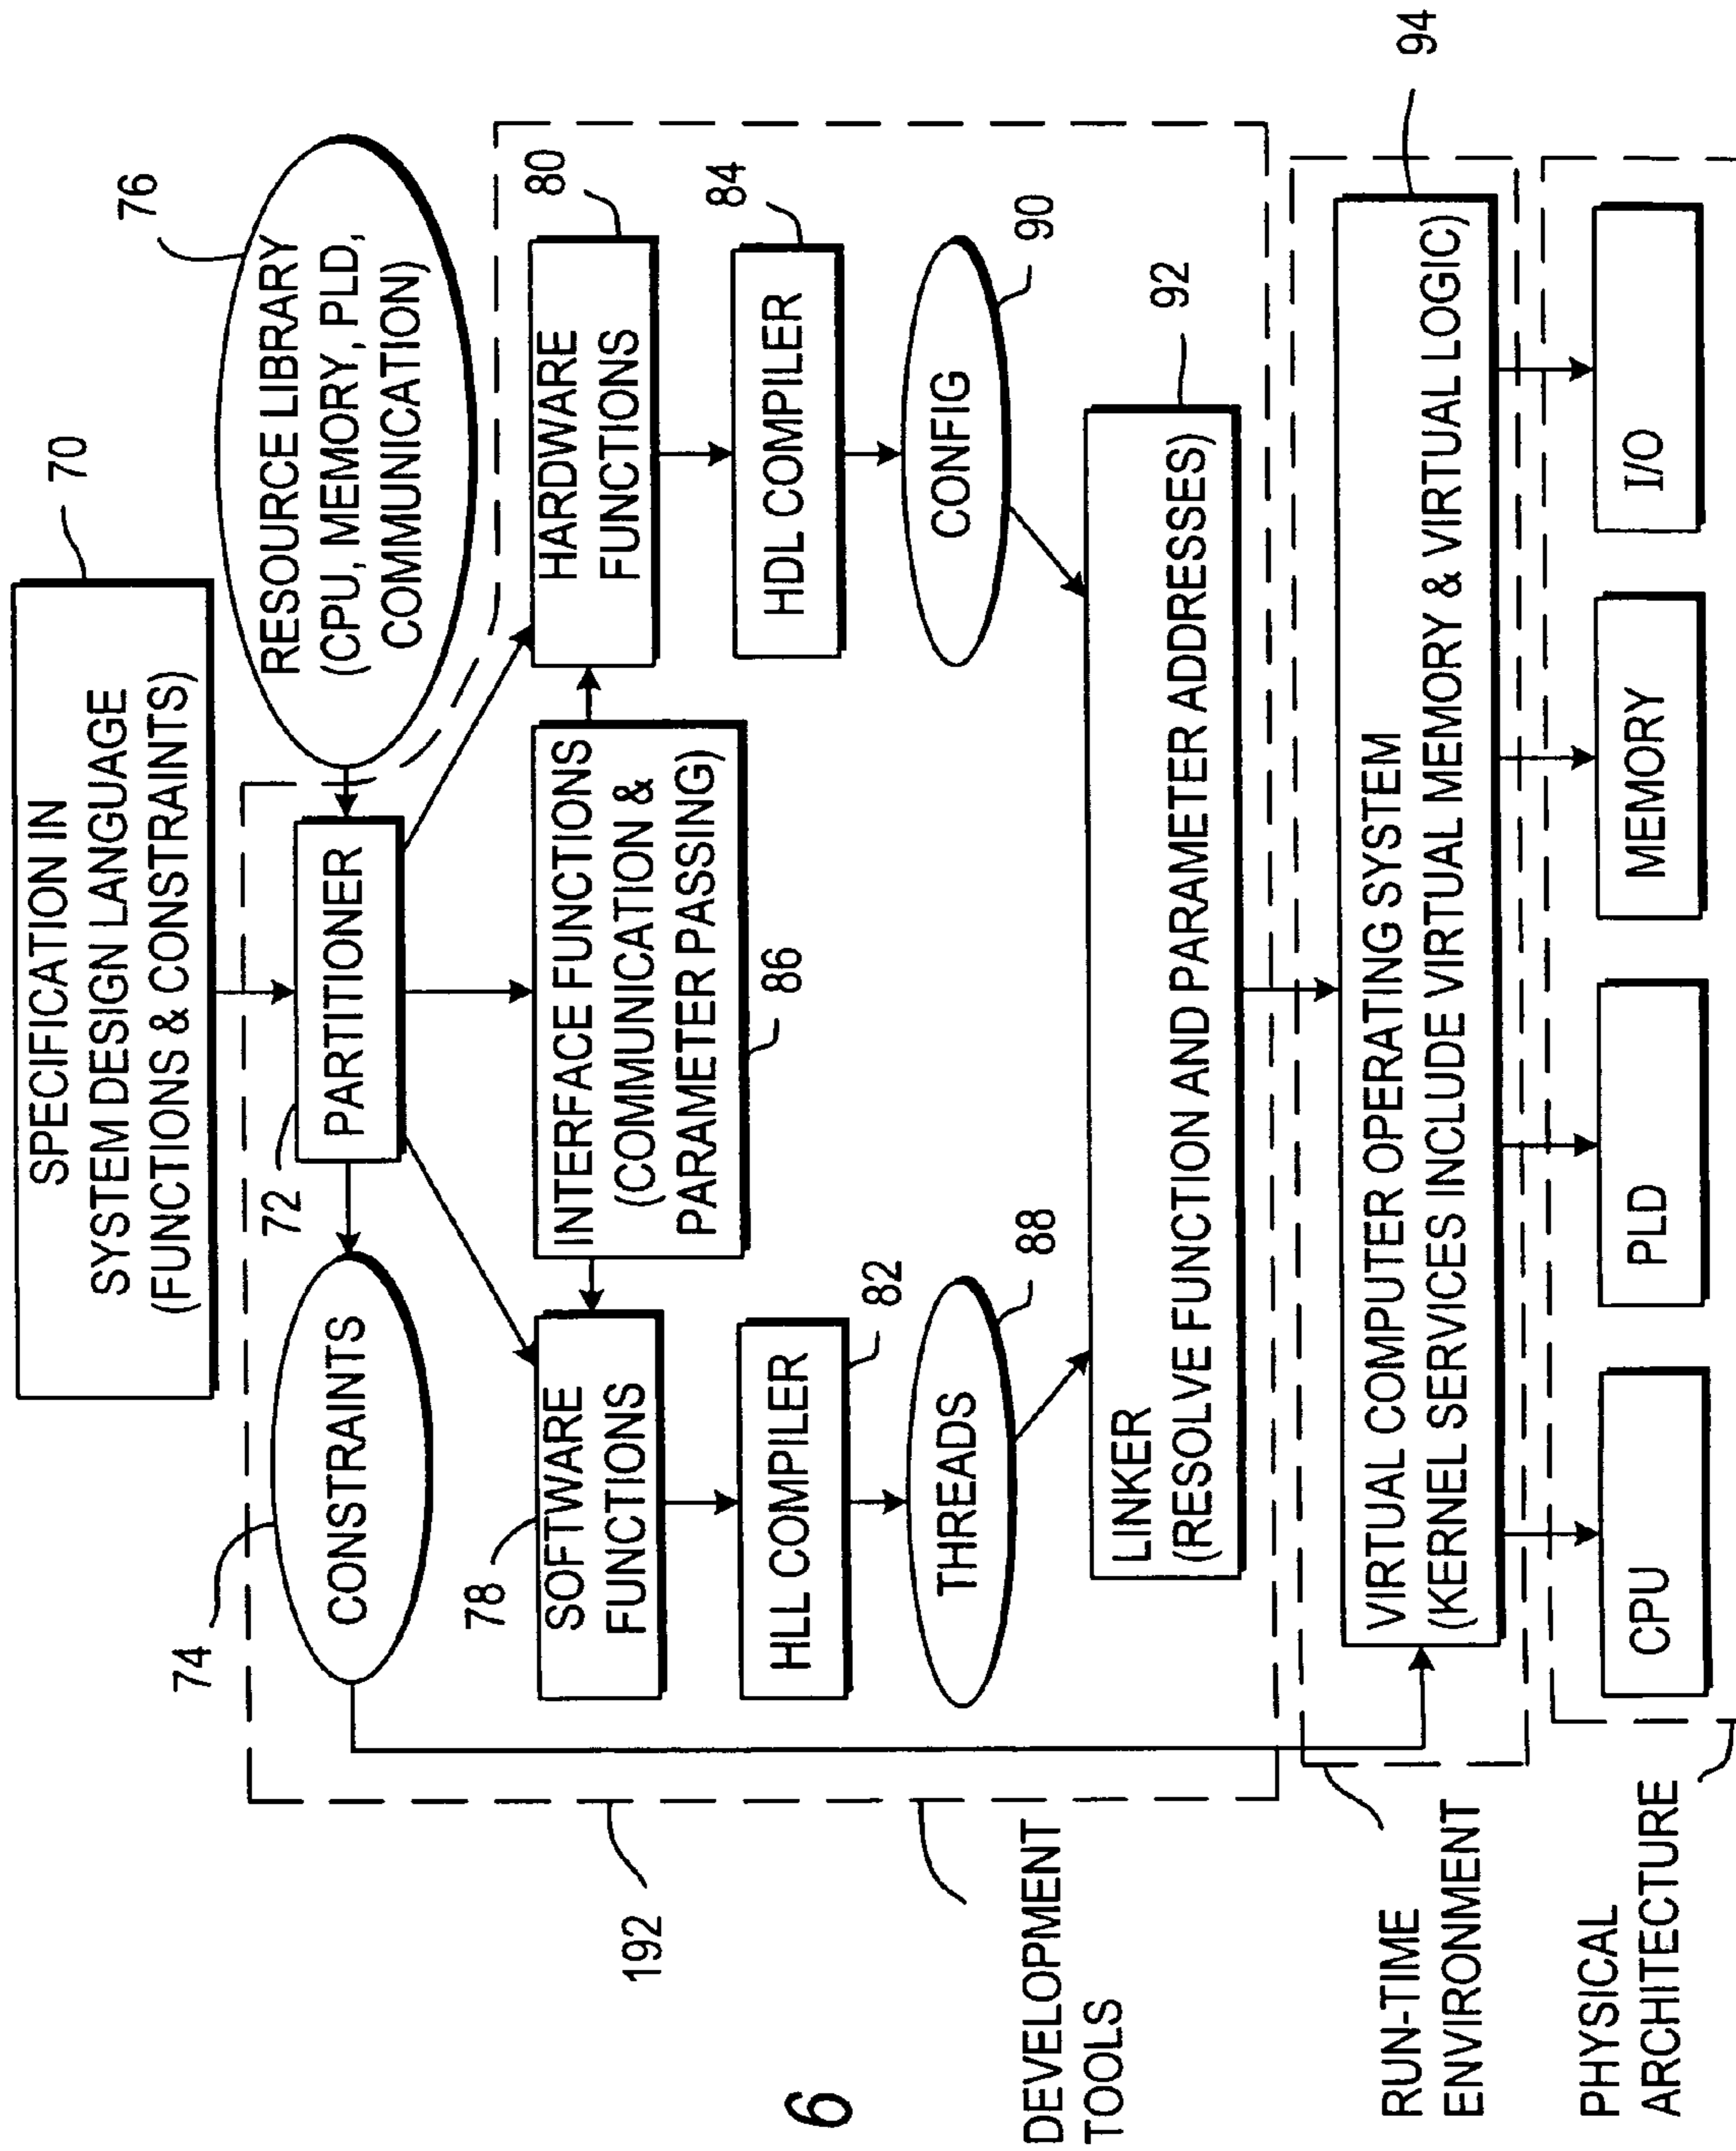 70
SPECIFICATION IN
SYSTEM DESIGN LANGUAGE
(FUNCTIONS & CONSTRAINTS)
76
RESOURCE LIBRARY
(CPU, MEMORY, PLD,
COMMUNICATION)
74
CONSTRAINTS
72
PARTITIONER
78
SOFTWARE
FUNCTIONS
INTERFACE FUNCTIONS
(COMMUNICATION &
PARAMETER PASSING)
86
80
HARDWARE
FUNCTIONS
82
HLL COMPILER
84
HDL COMPILER
88
THREADS
90
CONFIG
192
92
LINKER
(RESOLVE FUNCTION AND PARAMETER ADDRESSES)
DEVELOPMENT
TOOLS
6
94
VIRTUAL COMPUTER OPERATING SYSTEM
(KERNEL SERVICES INCLUDE VIRTUAL MEMORY & VIRTUAL LOGIC)
RUN-TIME
ENVIRONMENT
CPU
PLD
MEMORY
I/O
PHYSICAL
ARCHITECTURE